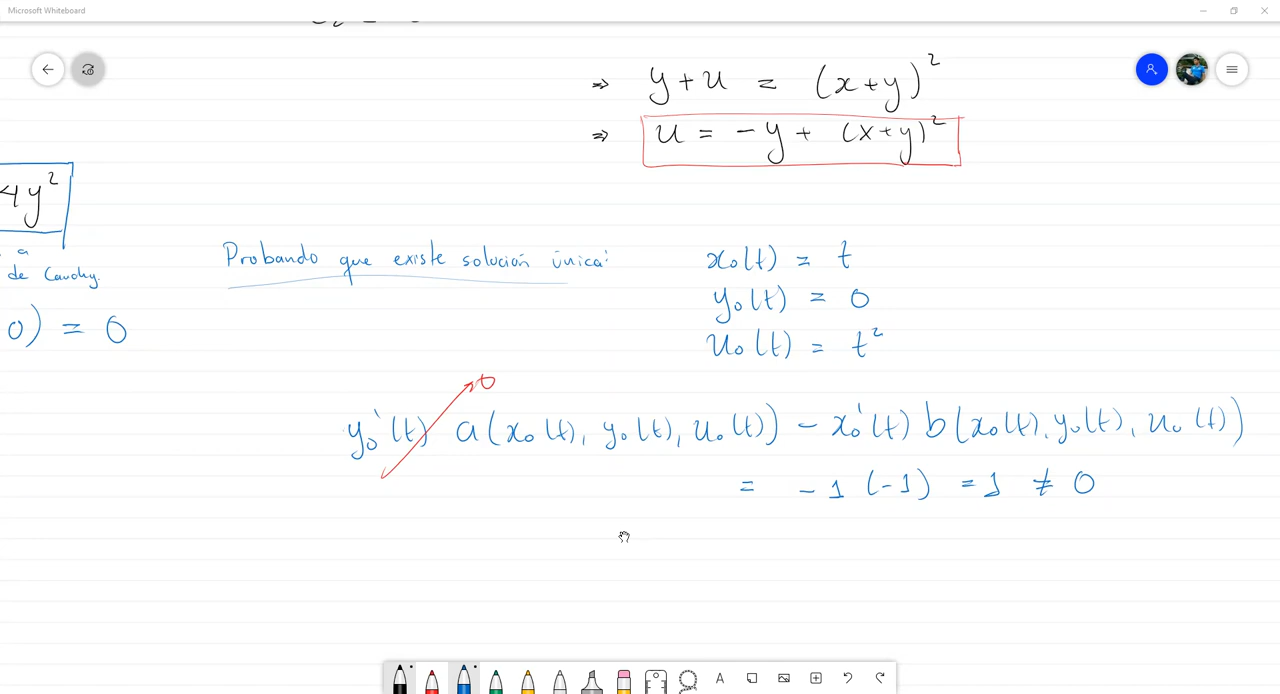 Microsoft Whiteboard
⇒ y + u = (x+y)²
⇒ u = -y + (x+y)²
4y²
a
de Cauchy.
0) = 0
Probando que existe solución única:
x₀(t) = t
y₀(t) = 0
u₀(t) = t²
0
y₀'(t) a(x₀(t), y₀(t), u₀(t)) - x₀'(t) b(x₀(t), y₀(t), u₀(t))
= -1 (-1) = 1 ≠ 0
A